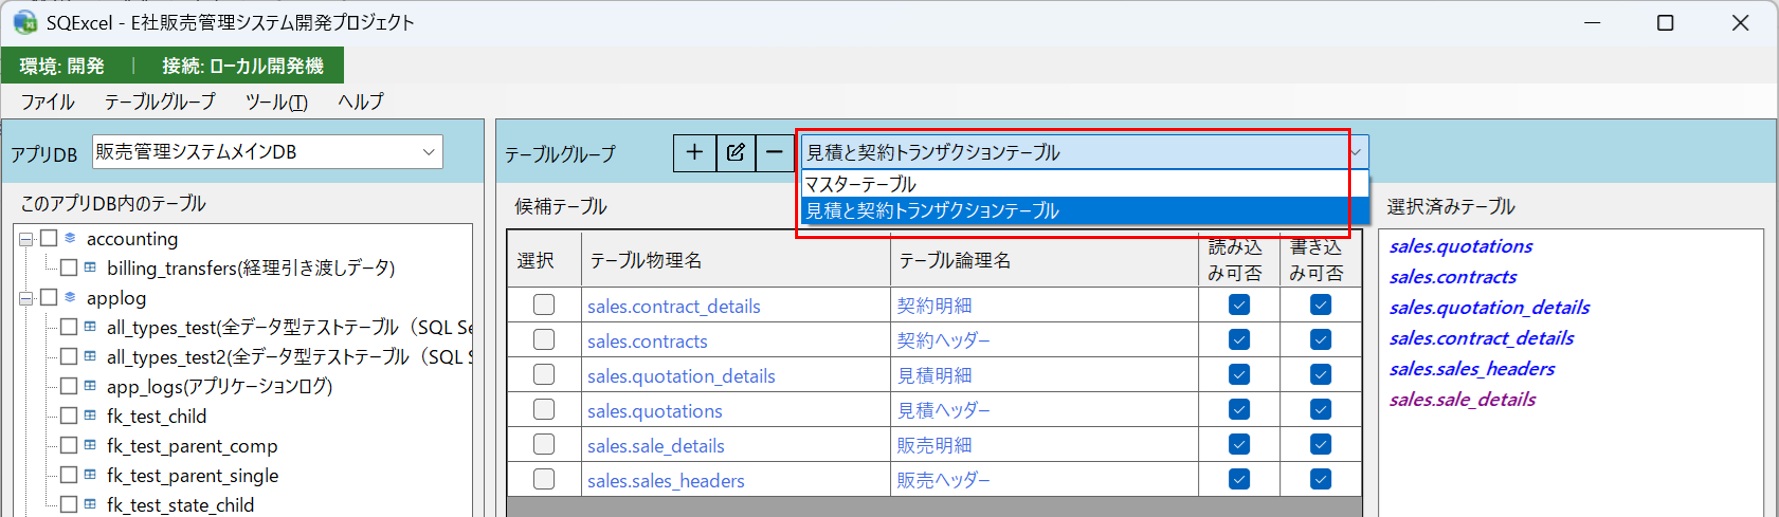 SQExcel - E社販売管理システム開発プロジェクト
環境: 開発 | 接続: ローカル開発機
ファイル テーブルグループ ツール(T) ヘルプ
アプリDB 販売管理システムメインDB
このアプリDB内のテーブル
accounting
billing_transfers(経理引き渡しデータ)
applog
all_types_test(全データ型テストテーブル（SQL Se
all_types_test2(全データ型テストテーブル（SQL S
app_logs(アプリケーションログ)
fk_test_child
fk_test_parent_comp
fk_test_parent_single
fk_test_state_child
テーブルグループ 見積と契約トランザクションテーブル
マスターテーブル
見積と契約トランザクションテーブル
候補テーブル
選択 テーブル物理名 テーブル論理名 読み込み可否 書き込み可否
sales.contract_details 契約明細
sales.contracts 契約ヘッダー
sales.quotation_details 見積明細
sales.quotations 見積ヘッダー
sales.sale_details 販売明細
sales.sales_headers 販売ヘッダー
選択済みテーブル
sales.quotations
sales.contracts
sales.quotation_details
sales.contract_details
sales.sales_headers
sales.sale_details